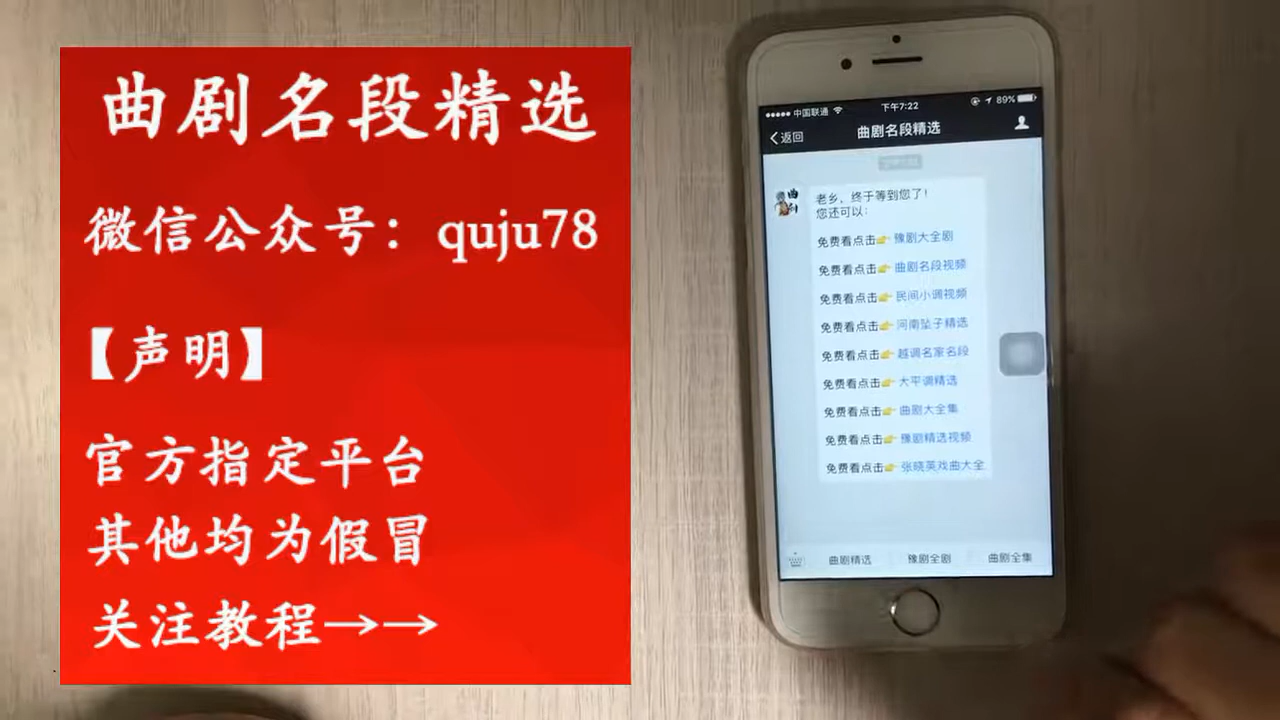 曲剧名段精选
微信公众号：quju78
【声明】
官方指定平台
其他均为假冒
关注教程→→
中国联通
下午7:22
89%
返回
曲剧名段精选
老乡，终于等到您了！
您还可以：
免费看点击👉豫剧大全剧
免费看点击👉曲剧名段视频
免费看点击👉民间小调视频
免费看点击👉河南坠子精选
免费看点击👉越调名家名段
免费看点击👉大平调精选
免费看点击👉曲剧大全集
免费看点击👉豫剧精选视频
免费看点击👉张晓英戏曲大全
曲剧精选
豫剧全剧
曲剧全集